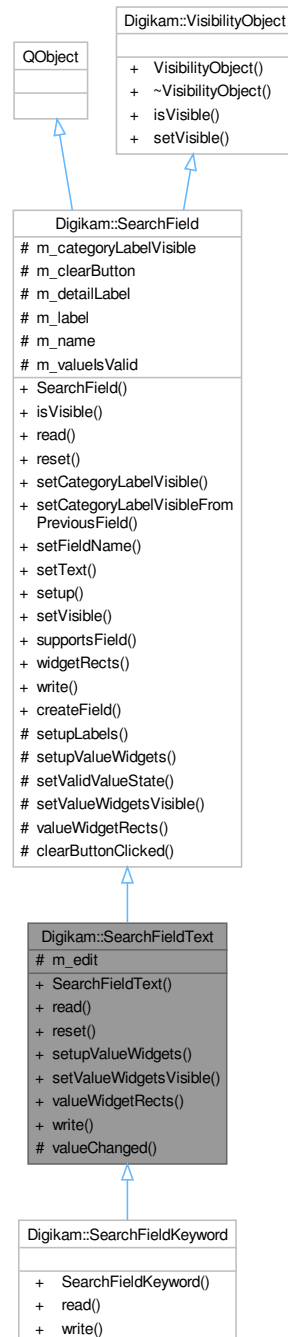 Digikam::VisibilityObject
+ VisibilityObject()
+ ~VisibilityObject()
+ isVisible()
+ setVisible()
QObject
Digikam::SearchField
# m_categoryLabelVisible
# m_clearButton
# m_detailLabel
# m_label
# m_name
# m_valueIsValid
+ SearchField()
+ isVisible()
+ read()
+ reset()
+ setCategoryLabelVisible()
+ setCategoryLabelVisibleFrom
PreviousField()
+ setFieldName()
+ setText()
+ setup()
+ setVisible()
+ supportsField()
+ widgetRects()
+ write()
+ createField()
# setupLabels()
# setupValueWidgets()
# setValidValueState()
# setValueWidgetsVisible()
# valueWidgetRects()
# clearButtonClicked()
Digikam::SearchFieldText
# m_edit
+ SearchFieldText()
+ read()
+ reset()
+ setupValueWidgets()
+ setValueWidgetsVisible()
+ valueWidgetRects()
+ write()
# valueChanged()
Digikam::SearchFieldKeyword
+ SearchFieldKeyword()
+ read()
+ write()